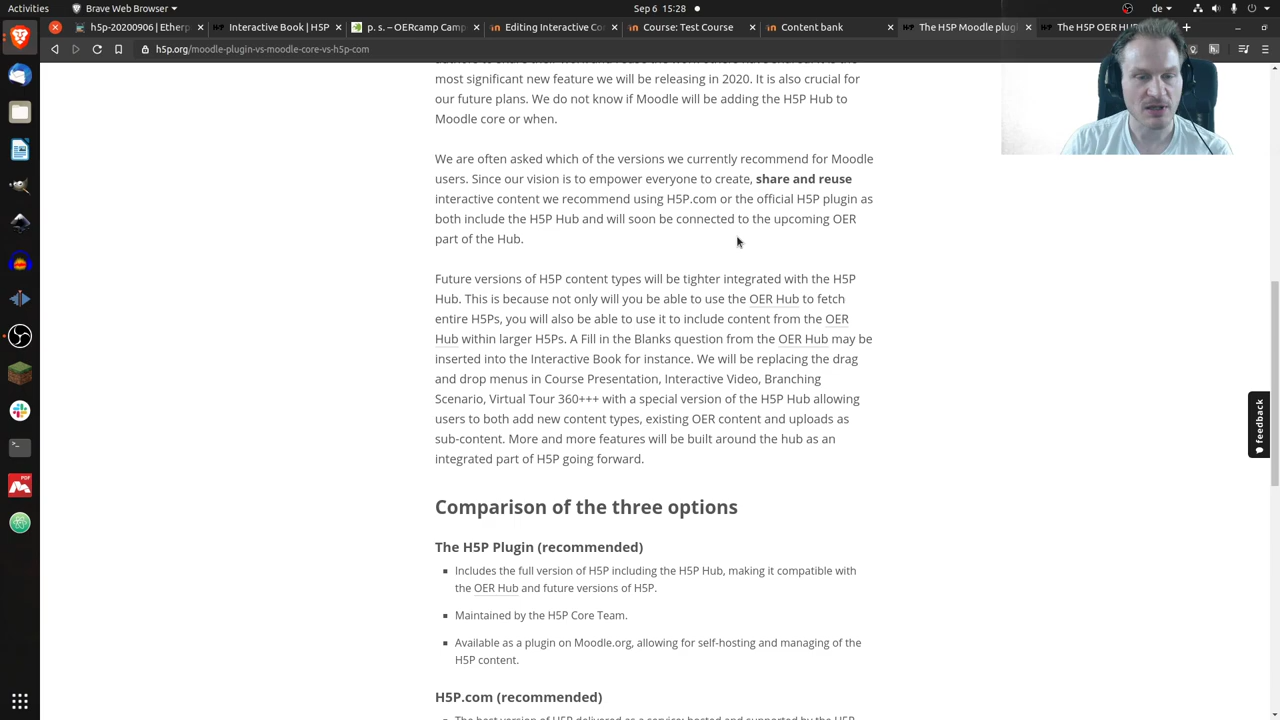 Activities
Brave Web Browser
Sep 6 15:28
h5p-20200906 | Etherp
Interactive Book | H5P
p. s. – OERcamp Camp
Editing Interactive Co
Course: Test Course
Content bank
The H5P Moodle plugi
The H5P OER HU
h5p.org/moodle-plugin-vs-moodle-core-vs-h5p-com
most significant new feature we will be releasing in 2020. It is also crucial for
our future plans. We do not know if Moodle will be adding the H5P Hub to
Moodle core or when.
We are often asked which of the versions we currently recommend for Moodle
users. Since our vision is to empower everyone to create, share and reuse
interactive content we recommend using H5P.com or the official H5P plugin as
both include the H5P Hub and will soon be connected to the upcoming OER
part of the Hub.
Future versions of H5P content types will be tighter integrated with the H5P
Hub. This is because not only will you be able to use the OER Hub to fetch
entire H5Ps, you will also be able to use it to include content from the OER
Hub within larger H5Ps. A Fill in the Blanks question from the OER Hub may be
inserted into the Interactive Book for instance. We will be replacing the drag
and drop menus in Course Presentation, Interactive Video, Branching
Scenario, Virtual Tour 360+++ with a special version of the H5P Hub allowing
users to both add new content types, existing OER content and uploads as
sub-content. More and more features will be built around the hub as an
integrated part of H5P going forward.
Comparison of the three options
The H5P Plugin (recommended)
Includes the full version of H5P including the H5P Hub, making it compatible with
the OER Hub and future versions of H5P.
Maintained by the H5P Core Team.
Available as a plugin on Moodle.org, allowing for self-hosting and managing of the
H5P content.
H5P.com (recommended)
feedback
PDF